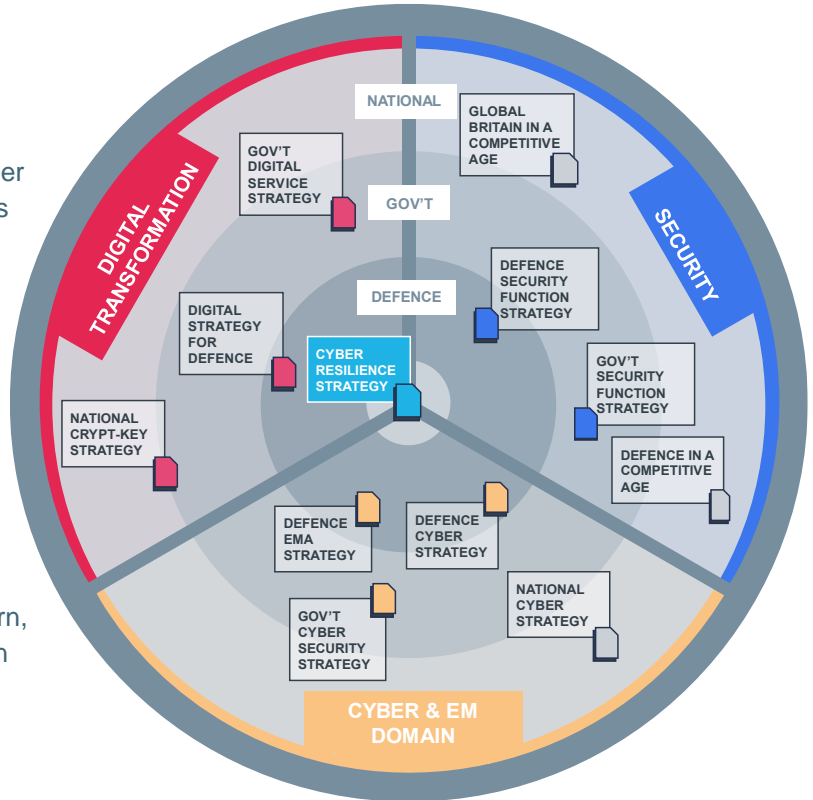 er
s
rn,
n
NATIONAL
GOV'T
DEFENCE
DIGITAL
TRANSFORMATION
GOV'T
DIGITAL
SERVICE
STRATEGY
DIGITAL
STRATEGY
FOR
DEFENCE
NATIONAL
CRYPT-KEY
STRATEGY
CYBER
RESILIENCE
STRATEGY
SECURITY
GLOBAL
BRITAIN IN A
COMPETITIVE
AGE
DEFENCE
SECURITY
FUNCTION
STRATEGY
GOV'T
SECURITY
FUNCTION
STRATEGY
DEFENCE IN A
COMPETITIVE
AGE
DEFENCE
EMA
STRATEGY
DEFENCE
CYBER
STRATEGY
GOV'T
CYBER
SECURITY
STRATEGY
NATIONAL
CYBER
STRATEGY
CYBER & EM
DOMAIN